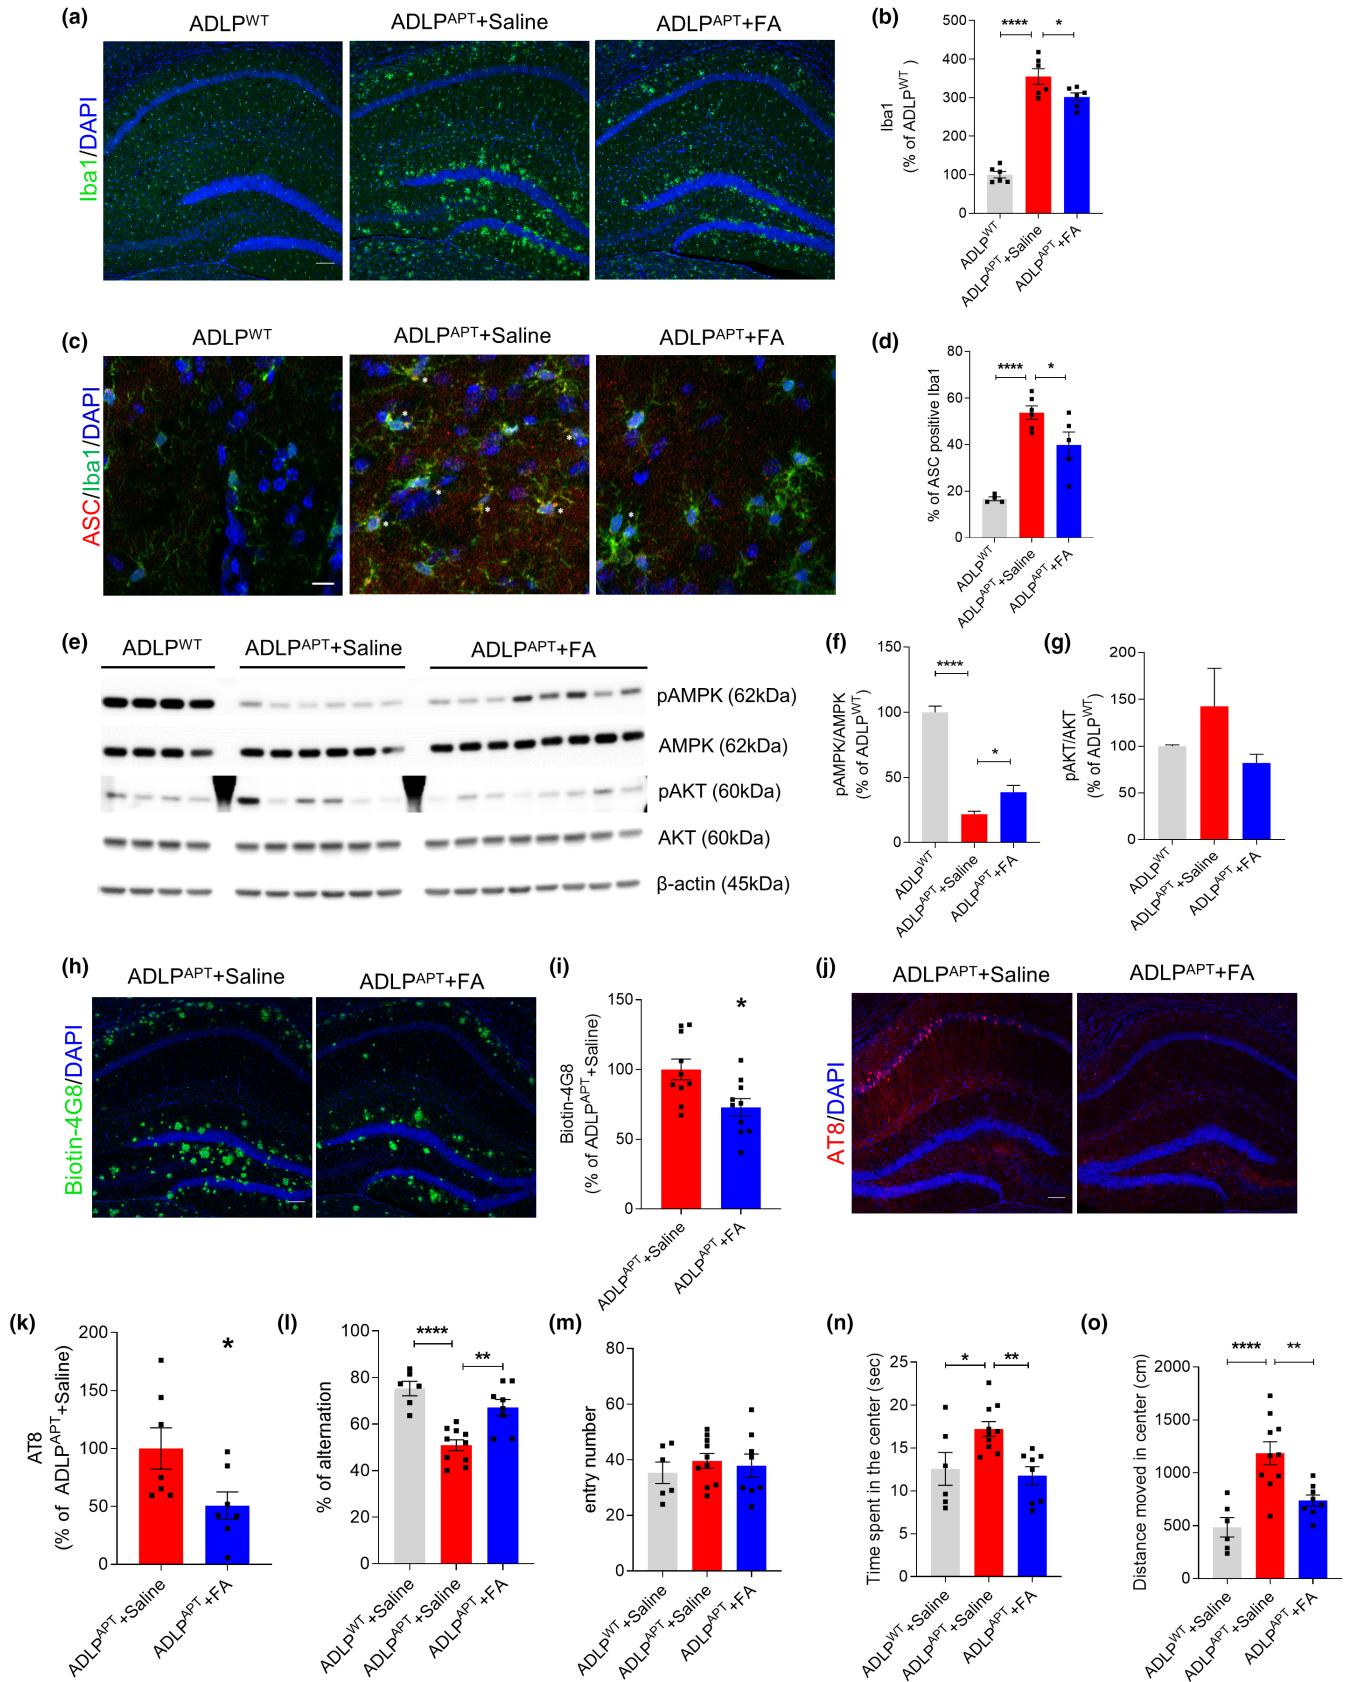 (a)
ADLPWT
ADLPAPT+Saline
ADLPAPT+FA
Iba1/DAPI
(b)
Iba1
(% of ADLPWT)
500
400
300
200
100
0
****
*
ADLPWT
ADLPAPT+Saline
ADLPAPT+FA
(c)
ADLPWT
ADLPAPT+Saline
ADLPAPT+FA
ASC/Iba1/DAPI
* * * * * * * *
(d)
% of ASC positive Iba1
80
60
40
20
0
****
*
ADLPWT
ADLPAPT+Saline
ADLPAPT+FA
(e)
ADLPWT
ADLPAPT+Saline
ADLPAPT+FA
pAMPK (62kDa)
AMPK (62kDa)
pAKT (60kDa)
AKT (60kDa)
β-actin (45kDa)
(f)
pAMPK/AMPK
(% of ADLPWT)
150
100
50
0
****
*
ADLPWT
ADLPAPT+Saline
ADLPAPT+FA
(g)
pAKT/AKT
(% of ADLPWT)
200
150
100
50
0
ADLPWT
ADLPAPT+Saline
ADLPAPT+FA
(h)
ADLPAPT+Saline
ADLPAPT+FA
Biotin-4G8/DAPI
(i)
Biotin-4G8
(% of ADLPAPT+Saline)
150
100
50
0
*
ADLPAPT+Saline
ADLPAPT+FA
(j)
ADLPAPT+Saline
ADLPAPT+FA
AT8/DAPI
(k)
AT8
(% of ADLPAPT+Saline)
200
150
100
50
0
*
ADLPAPT+Saline
ADLPAPT+FA
(l)
% of alternation
100
80
60
40
20
0
****
**
ADLPWT+Saline
ADLPAPT+Saline
ADLPAPT+FA
(m)
entry number
80
60
40
20
0
ADLPWT+Saline
ADLPAPT+Saline
ADLPAPT+FA
(n)
Time spent in the center (sec)
25
20
15
10
5
0
*
**
ADLPWT+Saline
ADLPAPT+Saline
ADLPAPT+FA
(o)
Distance moved in center (cm)
2000
1500
1000
500
0
****
**
ADLPWT+Saline
ADLPAPT+Saline
ADLPAPT+FA